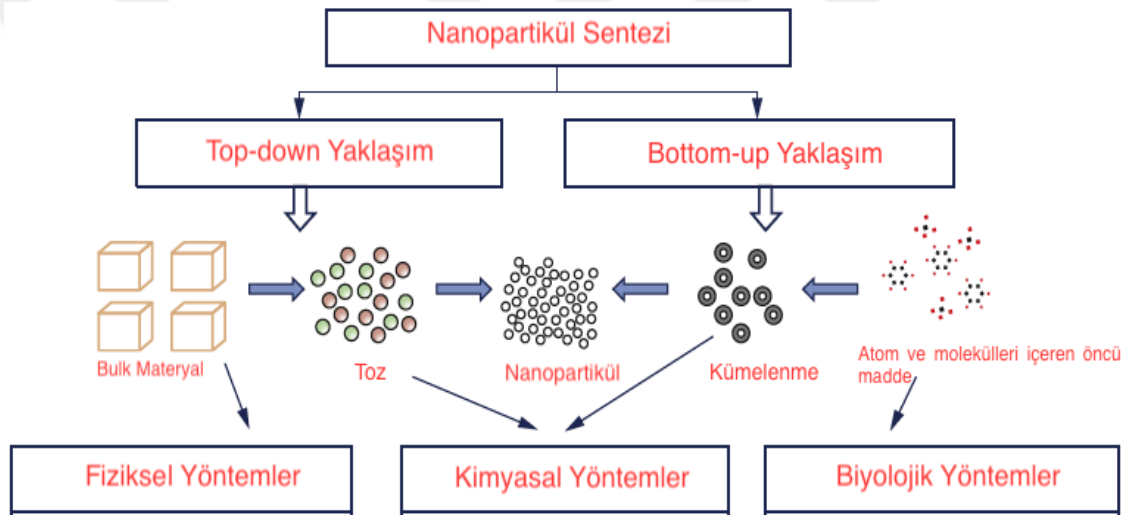 Nanopartikül Sentezi
Top-down Yaklaşım
Bottom-up Yaklaşım
Bulk Materyal
Toz
Nanopartikül
Kümelenme
Atom ve molekülleri içeren öncü
madde
Fiziksel Yöntemler
Kimyasal Yöntemler
Biyolojik Yöntemler